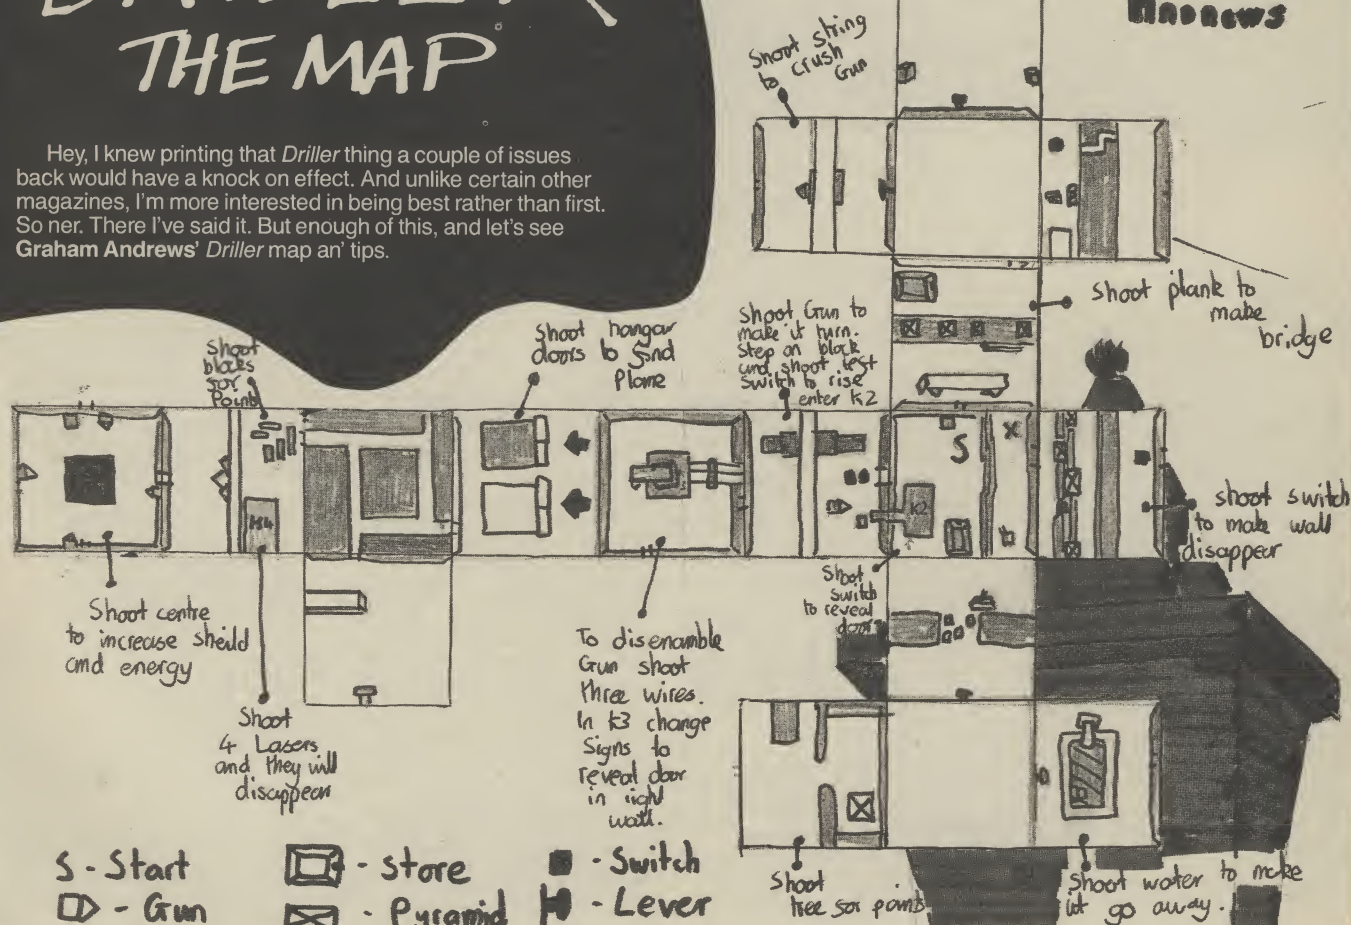 THE MAP
Hey, I knew printing that Driller thing a couple of issues
back would have a knock on effect. And unlike certain other
magazines, I'm more interested in being best rather than first.
So ner. There I've said it. But enough of this, and let's see
Graham Andrews' Driller map an' tips.
Andrews
Shoot string
to crush
Gun
Shoot plank to
make
bridge
Shoot
blocks
for
Points
Shoot hangar
doors to find
Plane
Shoot Gun to
make it turn.
Step on block
and shoot test
switch to rise
enter K2
S
X
K4
K2
shoot switch
to make wall
disappear
Shoot centre
to increase sheild
and energy
Shoot
4 Lasers
and they will
disappear
To disenamble
Gun shoot
three wires.
In K3 change
Signs to
reveal door
in right
wall.
Shoot
switch
to reveal
door
Shoot
tree for points
Shoot water to make
it go away.
S - Start
- Gun
- store
- Pyramid
- Switch
- Lever